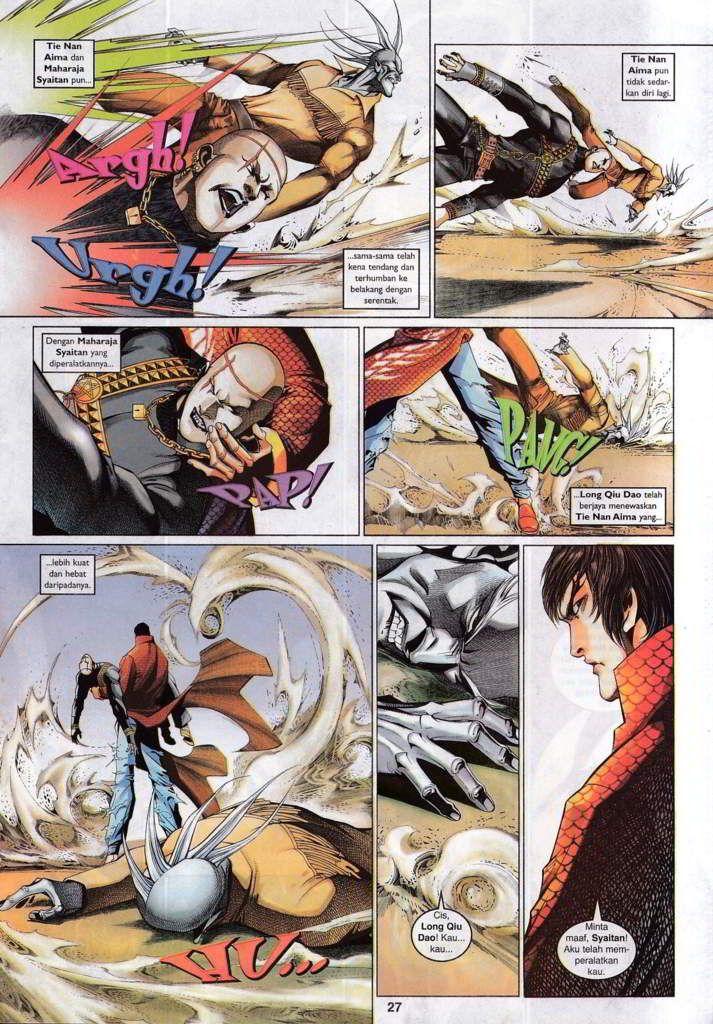 Tie Nan
Aima dan
Maharaja
Syaitan pun...
Argh!
Urgh!
...sama-sama telah
kena tendang dan
terhumban ke
belakang dengan
serentak.
Tie Nan
Aima pun
tidak sedar-
kan diri lagi.
Dengan Maharaja
Syaitan yang
diperalatkannya...
PAP!
PANG!
...Long Qiu Dao telah
berjaya menewaskan
Tie Nan Aima yang...
...lebih kuat
dan hebat
daripadanya.
HU...
Cis,
Long Qiu
Dao! Kau...
kau...
Minta
maaf, Syaitan!
Aku telah mem-
peralatkan
kau.
27